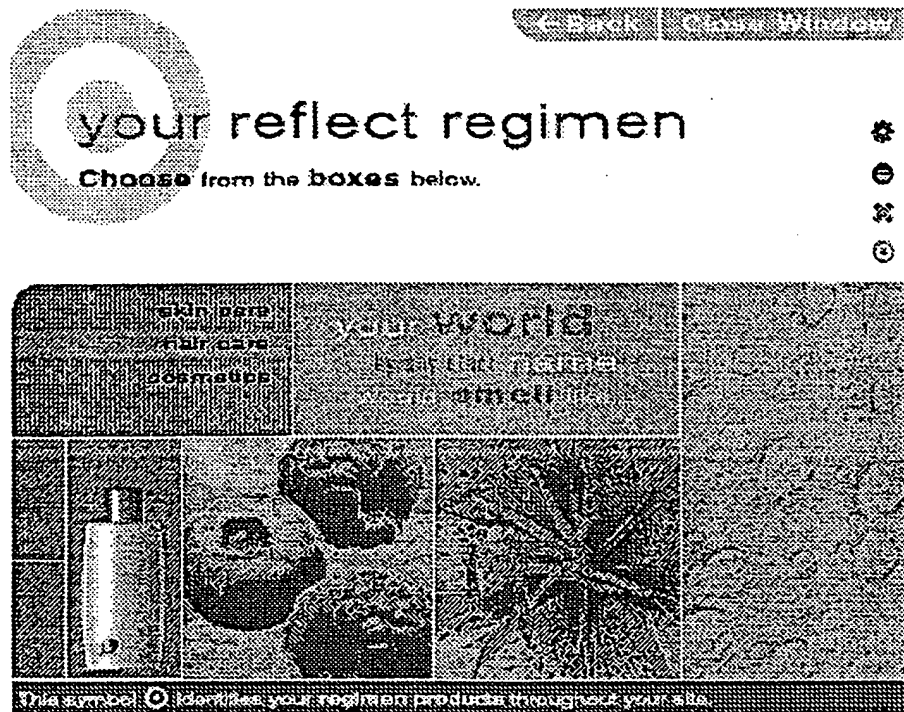 ← Back | Close Window
your reflect regimen
Choose from the boxes below.
skin care
hair care
cosmetics
your world
name
smell
This symbol identifies your regimen products throughout your site.